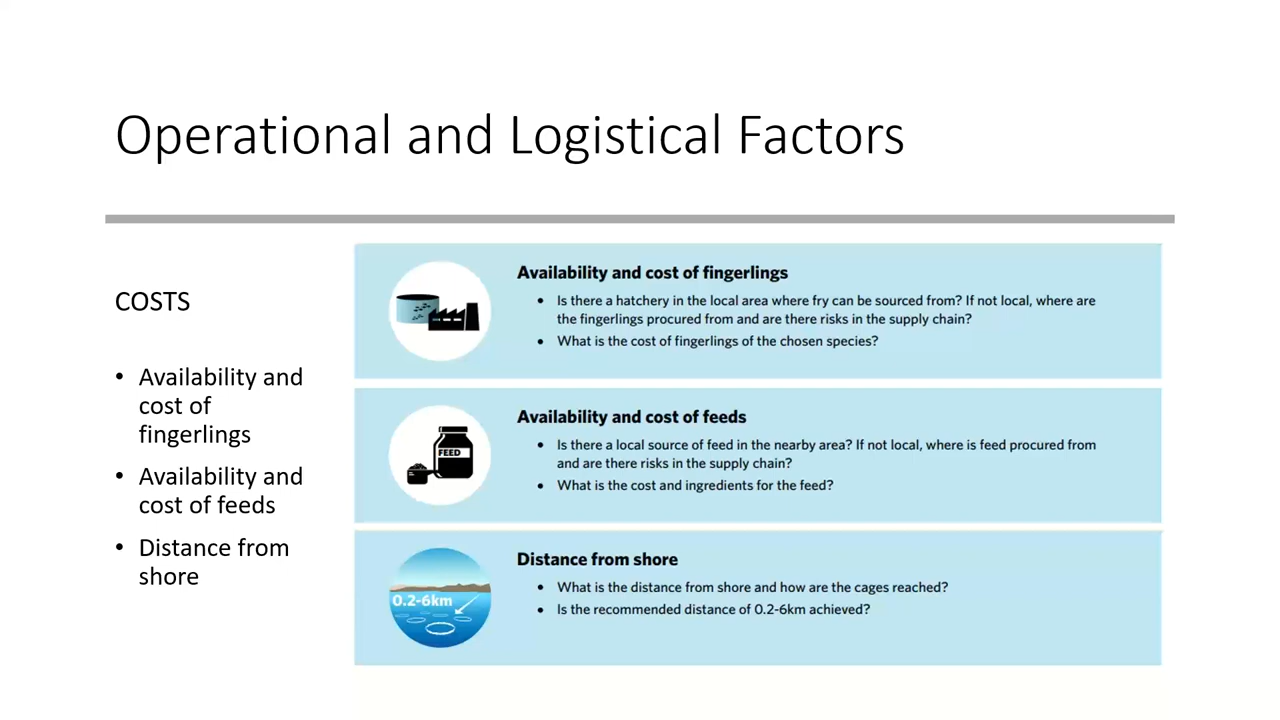 Operational and Logistical Factors
COSTS
• Availability and
cost of
fingerlings
• Availability and
cost of feeds
• Distance from
shore
Availability and cost of fingerlings
• Is there a hatchery in the local area where fry can be sourced from? If not local, where are
the fingerlings procured from and are there risks in the supply chain?
• What is the cost of fingerlings of the chosen species?
FEED
Availability and cost of feeds
• Is there a local source of feed in the nearby area? If not local, where is feed procured from
and are there risks in the supply chain?
• What is the cost and ingredients for the feed?
0.2-6km
Distance from shore
• What is the distance from shore and how are the cages reached?
• Is the recommended distance of 0.2-6km achieved?